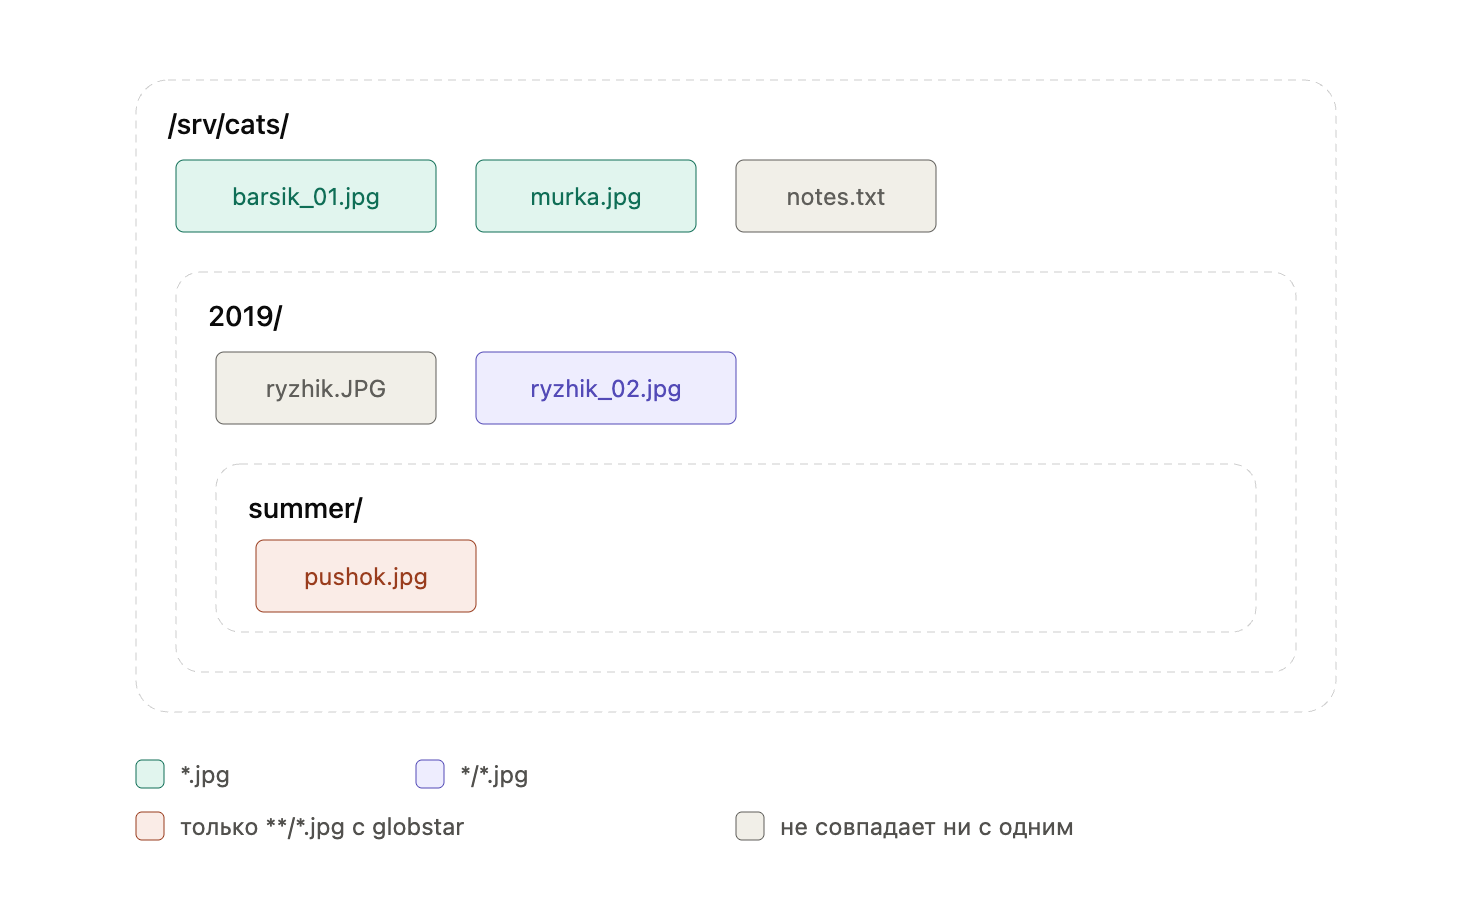 /srv/cats/
barsik_01.jpg murka.jpg notes.txt
2019/
ryzhik.JPG ryzhik_02.jpg
summer/
pushok.jpg
*.jpg */*.jpg
только **/*.jpg с globstar не совпадает ни с одним